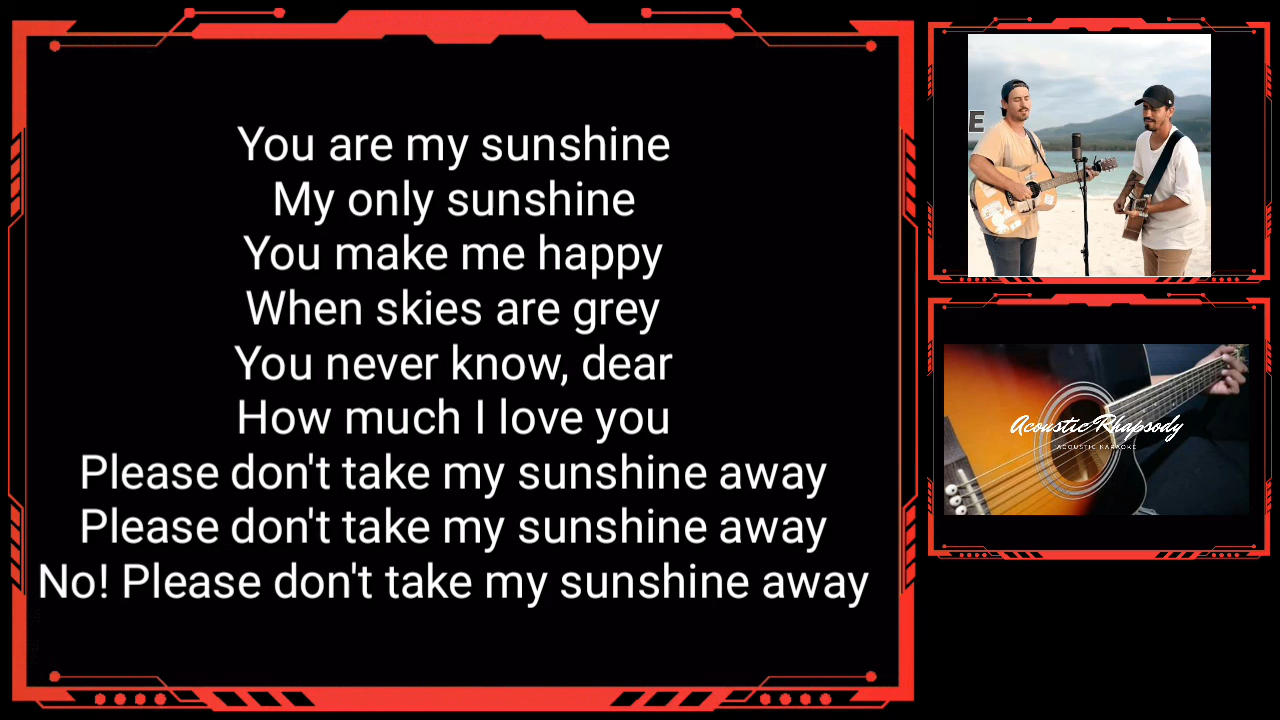 You are my sunshine
My only sunshine
You make me happy
When skies are grey
You never know, dear
How much I love you
Please don't take my sunshine away
Please don't take my sunshine away
No! Please don't take my sunshine away
E
Acoustic Rhapsody
ACOUSTIC KARAOKE